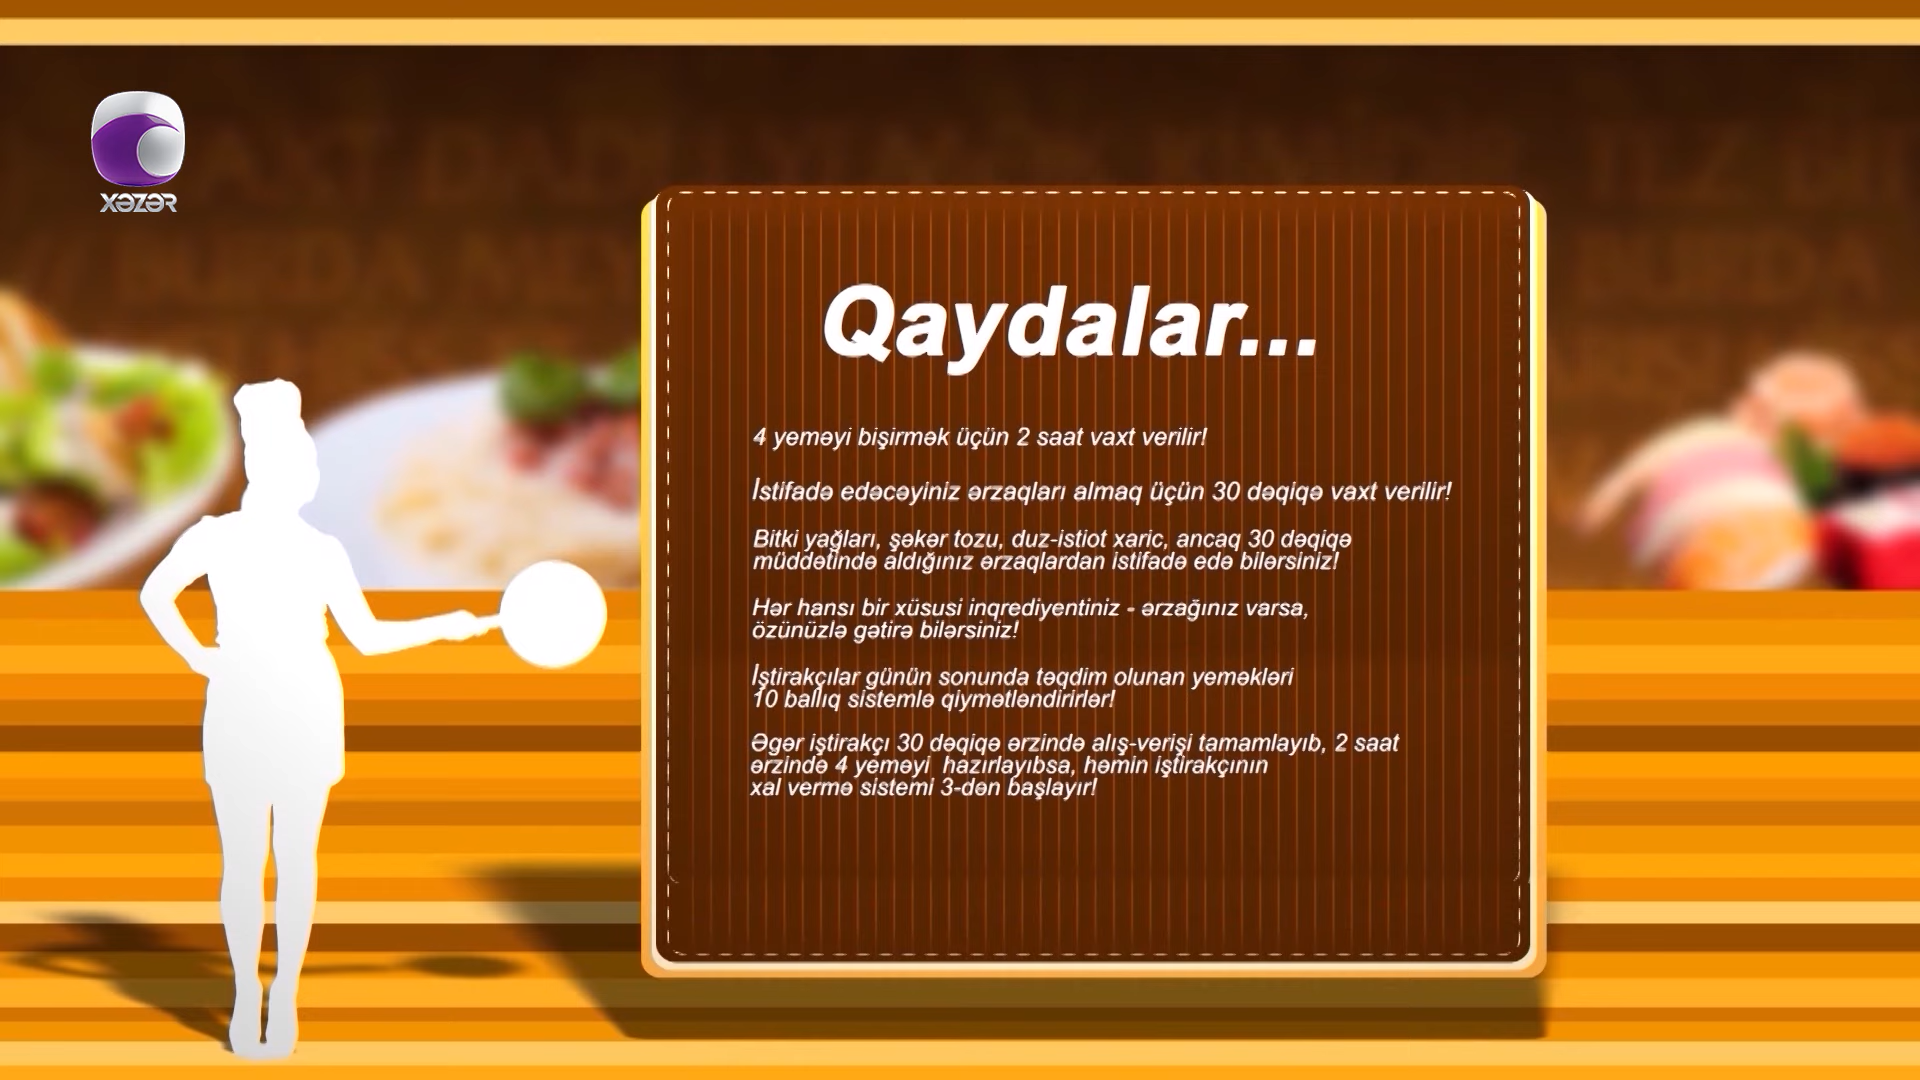 XƏZƏR
Qaydalar...
4 yeməyi bişirmək üçün 2 saat vaxt verilir!
İstifadə edəcəyiniz ərzaqları almaq üçün 30 dəqiqə vaxt verilir!
Bitki yağları, şəkər tozu, duz-istiot xaric, ancaq 30 dəqiqə
müddətində aldığınız ərzaqlardan istifadə edə bilərsiniz!
Hər hansı bir xüsusi inqrediyentiniz - ərzağınız varsa,
özünüzlə gətirə bilərsiniz!
İştirakçılar günün sonunda təqdim olunan yeməkləri
10 ballıq sistemlə qiymətləndirirlər!
Əgər iştirakçı 30 dəqiqə ərzində alış-verişi tamamlayıb, 2 saat
ərzində 4 yeməyi hazırlayıbsa, həmin iştirakçının
xal vermə sistemi 3-dən başlayır!